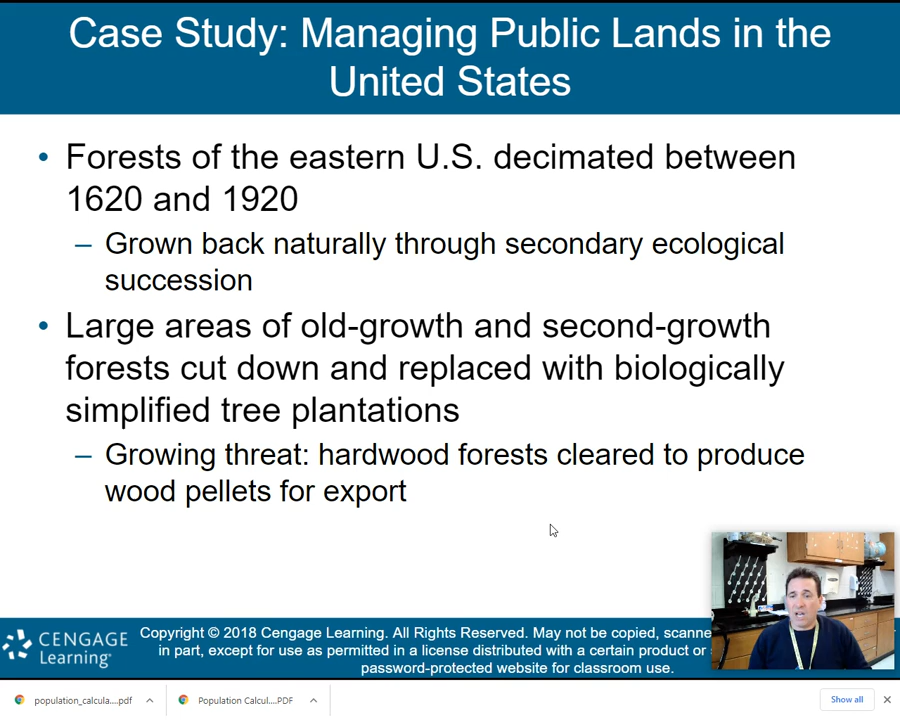 Case Study: Managing Public Lands in the
United States
• Forests of the eastern U.S. decimated between
1620 and 1920
– Grown back naturally through secondary ecological
succession
• Large areas of old-growth and second-growth
forests cut down and replaced with biologically
simplified tree plantations
– Growing threat: hardwood forests cleared to produce
wood pellets for export
CENGAGE
Learning®
Copyright © 2018 Cengage Learning. All Rights Reserved. May not be copied, scanne
in part, except for use as permitted in a license distributed with a certain product or
password-protected website for classroom use.
population_calcula....pdf
Population Calcul....PDF
Show all